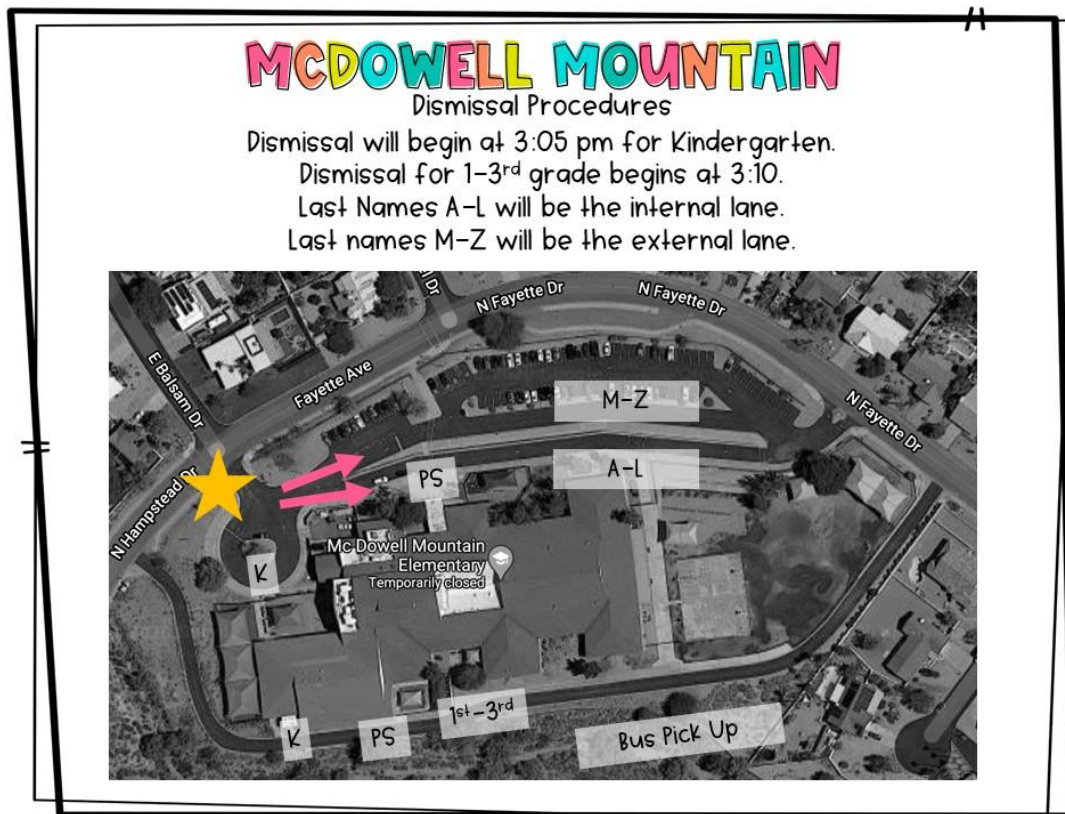 MCDOWELL MOUNTAIN
Dismissal Procedures
Dismissal will begin at 3:05 pm for Kindergarten.
Dismissal for 1-3rd grade begins at 3:10.
Last Names A-L will be the internal lane.
Last names M-Z will be the external lane.
l Dr
N Fayette Dr
N Fayette Dr
E Balsam Dr
Fayette Ave
M-Z
N Fayette Dr
N Hampstead Dr
PS
A-L
K
Mc Dowell Mountain
Elementary
Temporarily closed
1st-3rd
K
PS
Bus Pick Up